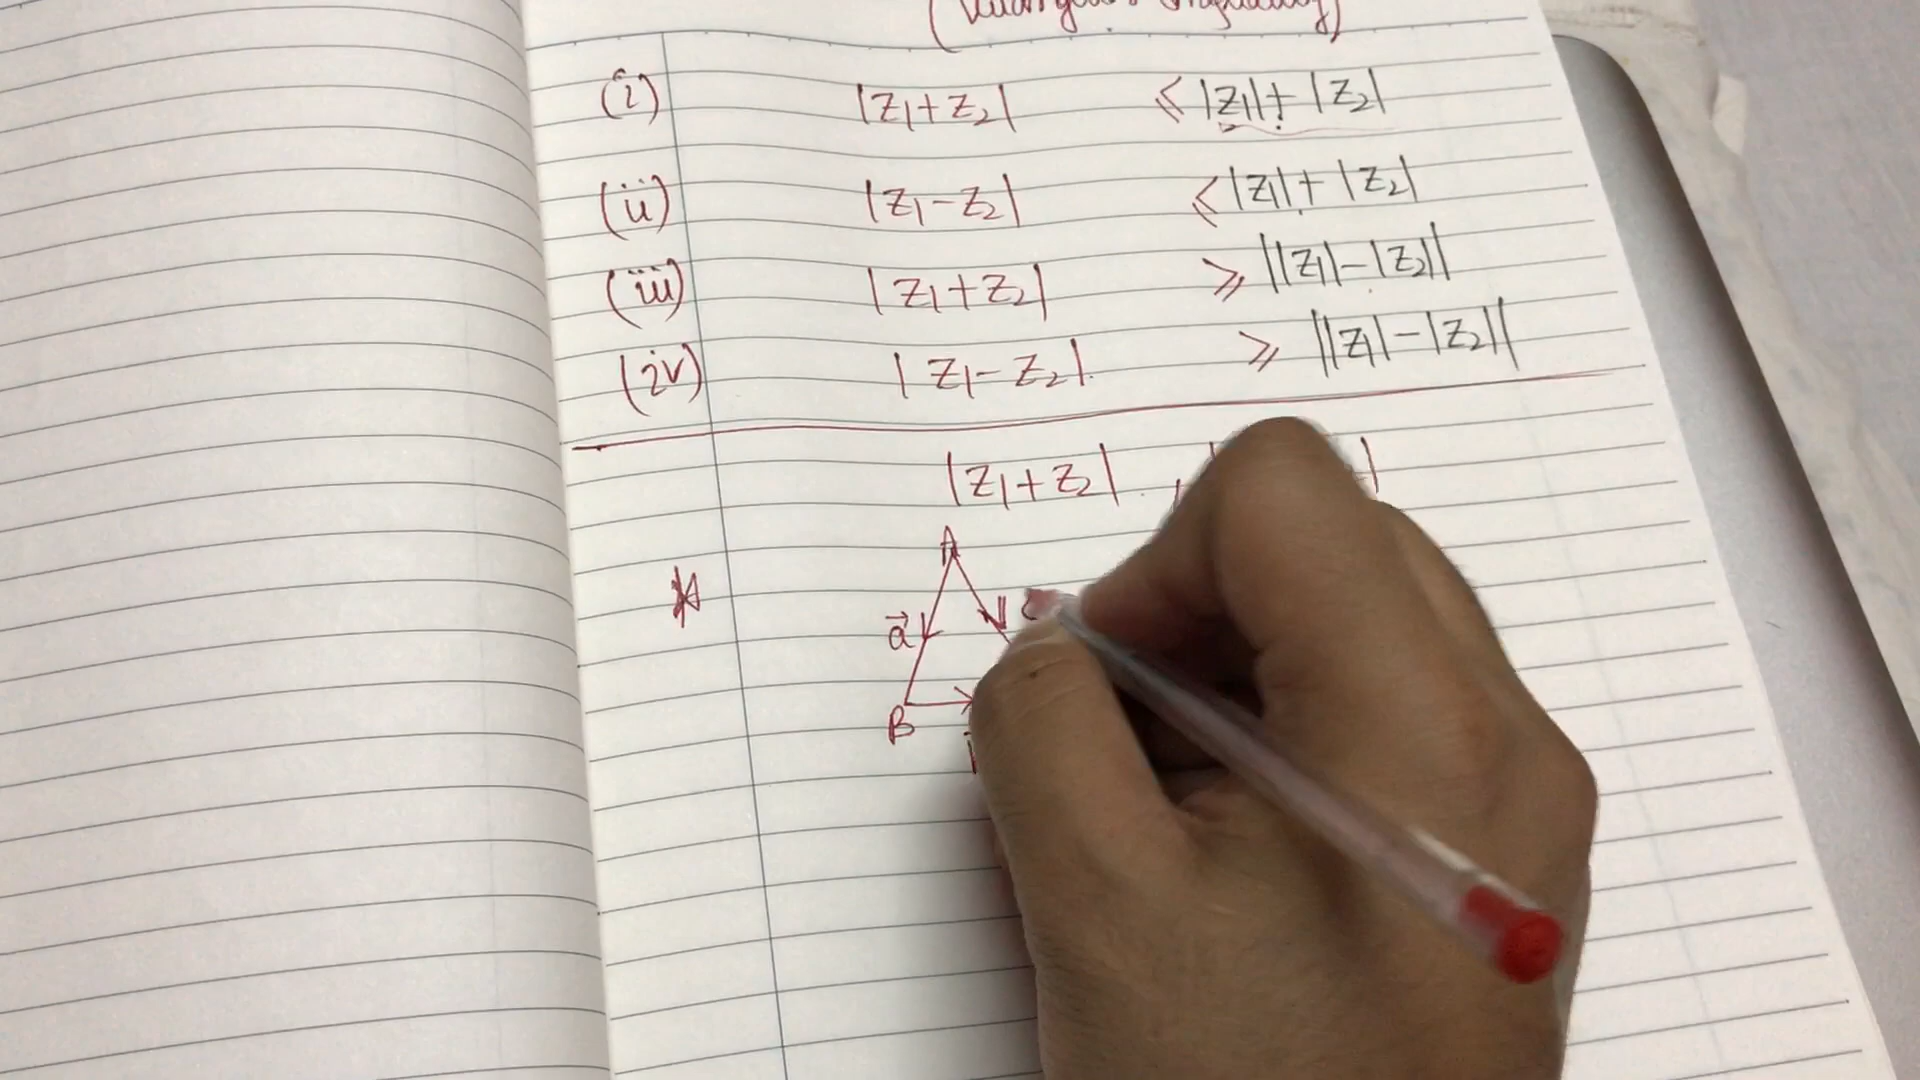 (i) |z₁+z₂| ≤ |z₁|+|z₂|
(ii) |z₁-z₂| ≤ |z₁|+|z₂|
(iii) |z₁+z₂| ≥ ||z₁|-|z₂||
(iv) |z₁-z₂| ≥ ||z₁|-|z₂||
|z₁+z₂|
A
a⃗
B